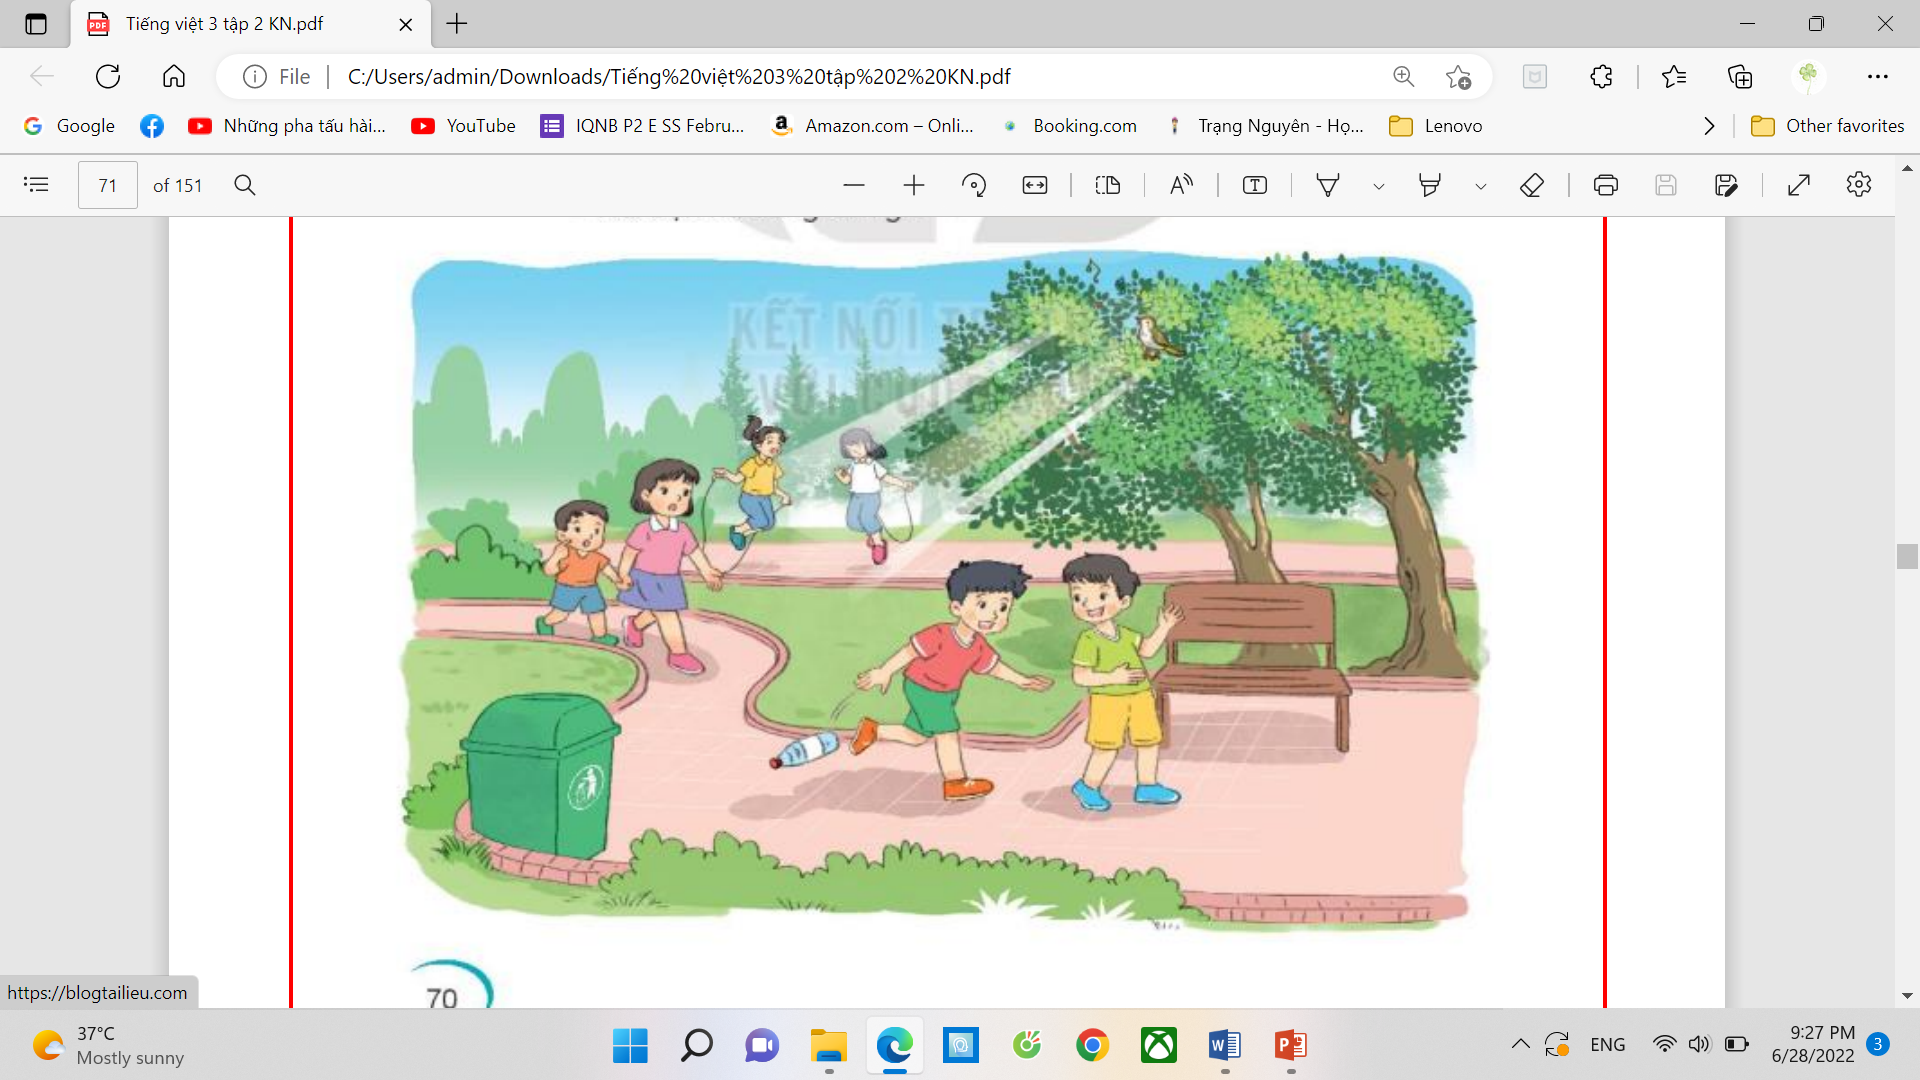 Tiếng việt 3 tập 2 KN.pdf
File
C:/Users/admin/Downloads/Tiếng%20việt%203%20tập%202%20KN.pdf
Google
Những pha tấu hài...
YouTube
IQNB P2 E SS Febru...
Amazon.com – Onli...
Booking.com
Trạng Nguyên - Họ...
Lenovo
Other favorites
71 of 151
KẾT NỐI
70
https://blogtailieu.com
37°C
Mostly sunny
ENG
9:27 PM
6/28/2022
3